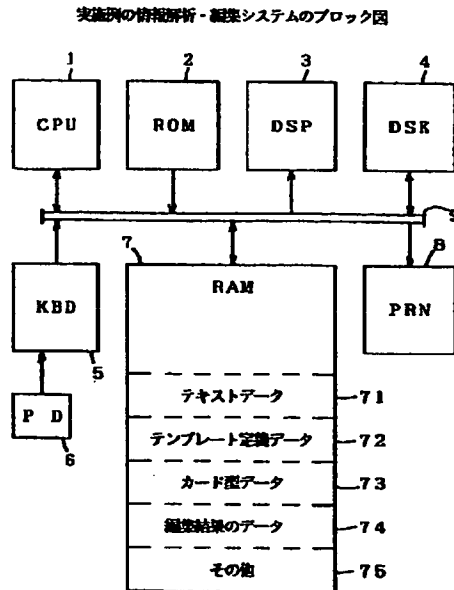 実施例の情報解析・編集システムのブロック図
1 2 3 4
CPU ROM DSP DSK
9
7 8
KBD RAM PRN
5
P D
6
テキストデータ 71
テンプレート定義データ 72
カード型データ 73
編集結果のデータ 74
その他 75